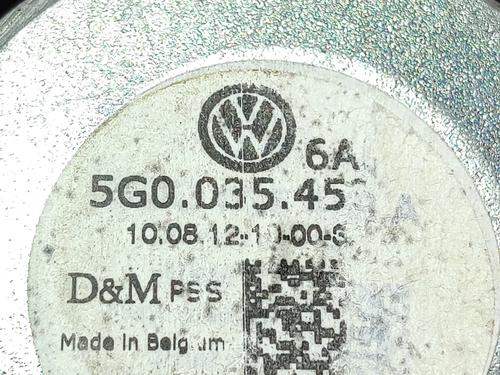 6A
5G0.035.45
10.08.12
D&M PSS
Made In Belgium